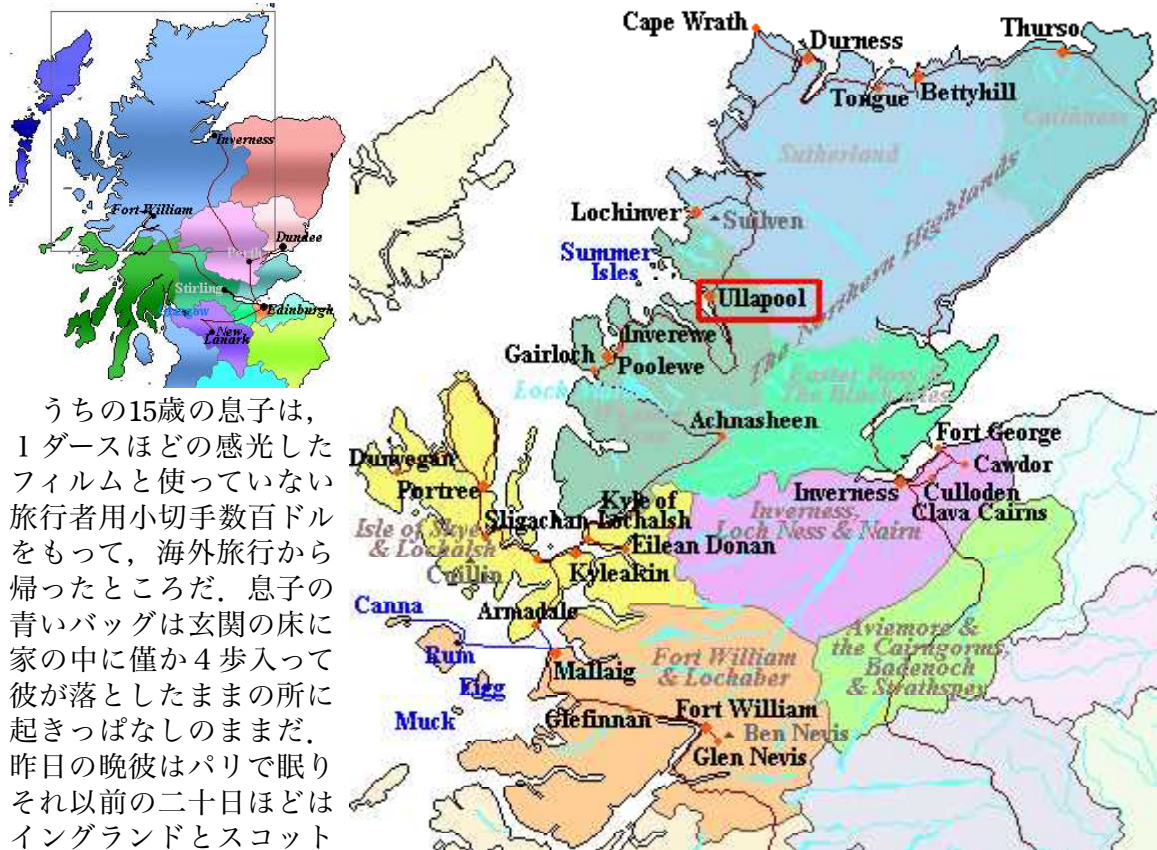 Inverness
Fort William
Dundee
Perth
Stirling
Glasgow
Edinburgh
New
Lanark
うちの15歳の息子は，
１ダースほどの感光した
フィルムと使っていない
旅行者用小切手数百ドル
をもって，海外旅行から
帰ったところだ．息子の
青いバッグは玄関の床に
家の中に僅か４歩入って
彼が落としたままの所に
起きっぱなしのままだ．
昨日の晩彼はパリで眠り
それ以前の二十日ほどは
イングランドとスコット
Cape Wrath
Durness
Thurso
Tongue
Bettyhill
Caithness
Sutherland
Lochinver
Suilven
Summer
Isles
The Northern Highlands
Ullapool
Inverewe
Gairloch
Poolewe
Easter Ross &
The Black Isles
Achnasheen
Fort George
Cawdor
Dunvegan
Portree
Kyle of
Lochalsh
Inverness
Culloden
Clava Cairns
Sligachan
Isle of Skye
& Lochalsh
Inverness,
Loch Ness & Nairn
Eilean Donan
Cuillin
Kyleakin
Canna
Armadale
Rum
Mallaig
Fort William
& Lochaber
Aviemore &
the Cairngorms,
Badenoch
& Strathspey
Eigg
Muck
Glefinnan
Fort William
Ben Nevis
Glen Nevis